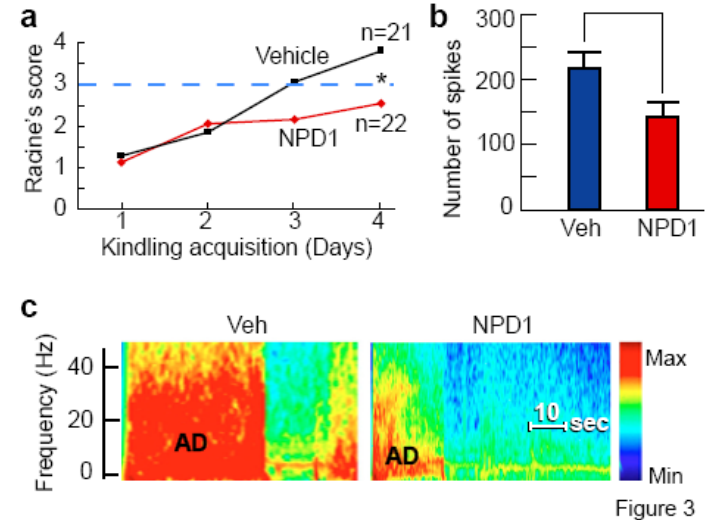 a
Racine's score
4
3
2
1
0
Vehicle
n=21
*
NPD1
n=22
1 2 3 4
Kindling acquisition (Days)
b
Number of spikes
300
200
100
0
Veh NPD1
c
Veh NPD1
Frequency (Hz)
40
20
0
AD
AD
10 sec
Max
Min
Figure 3